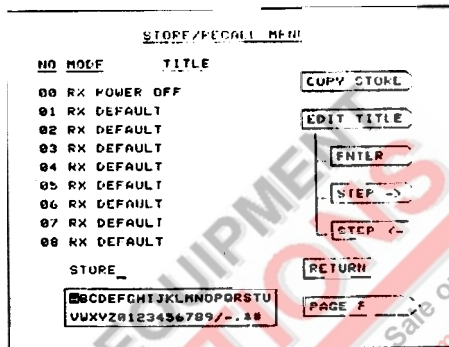 STORE/RECALL MENU
NO MODE TITLE
00 RX POWER OFF
01 RX DEFAULT
02 RX DEFAULT
03 RX DEFAULT
04 RX DEFAULT
05 RX DEFAULT
06 RX DEFAULT
07 RX DEFAULT
08 RX DEFAULT
STORE_
ABCDEFGHIJKLMNOPQRSTU
VWXYZ0123456789/-.±#
COPY STORE
EDIT TITLE
ENTER
STEP ->
STEP <-
RETURN
PAGE
EQUIPMENT